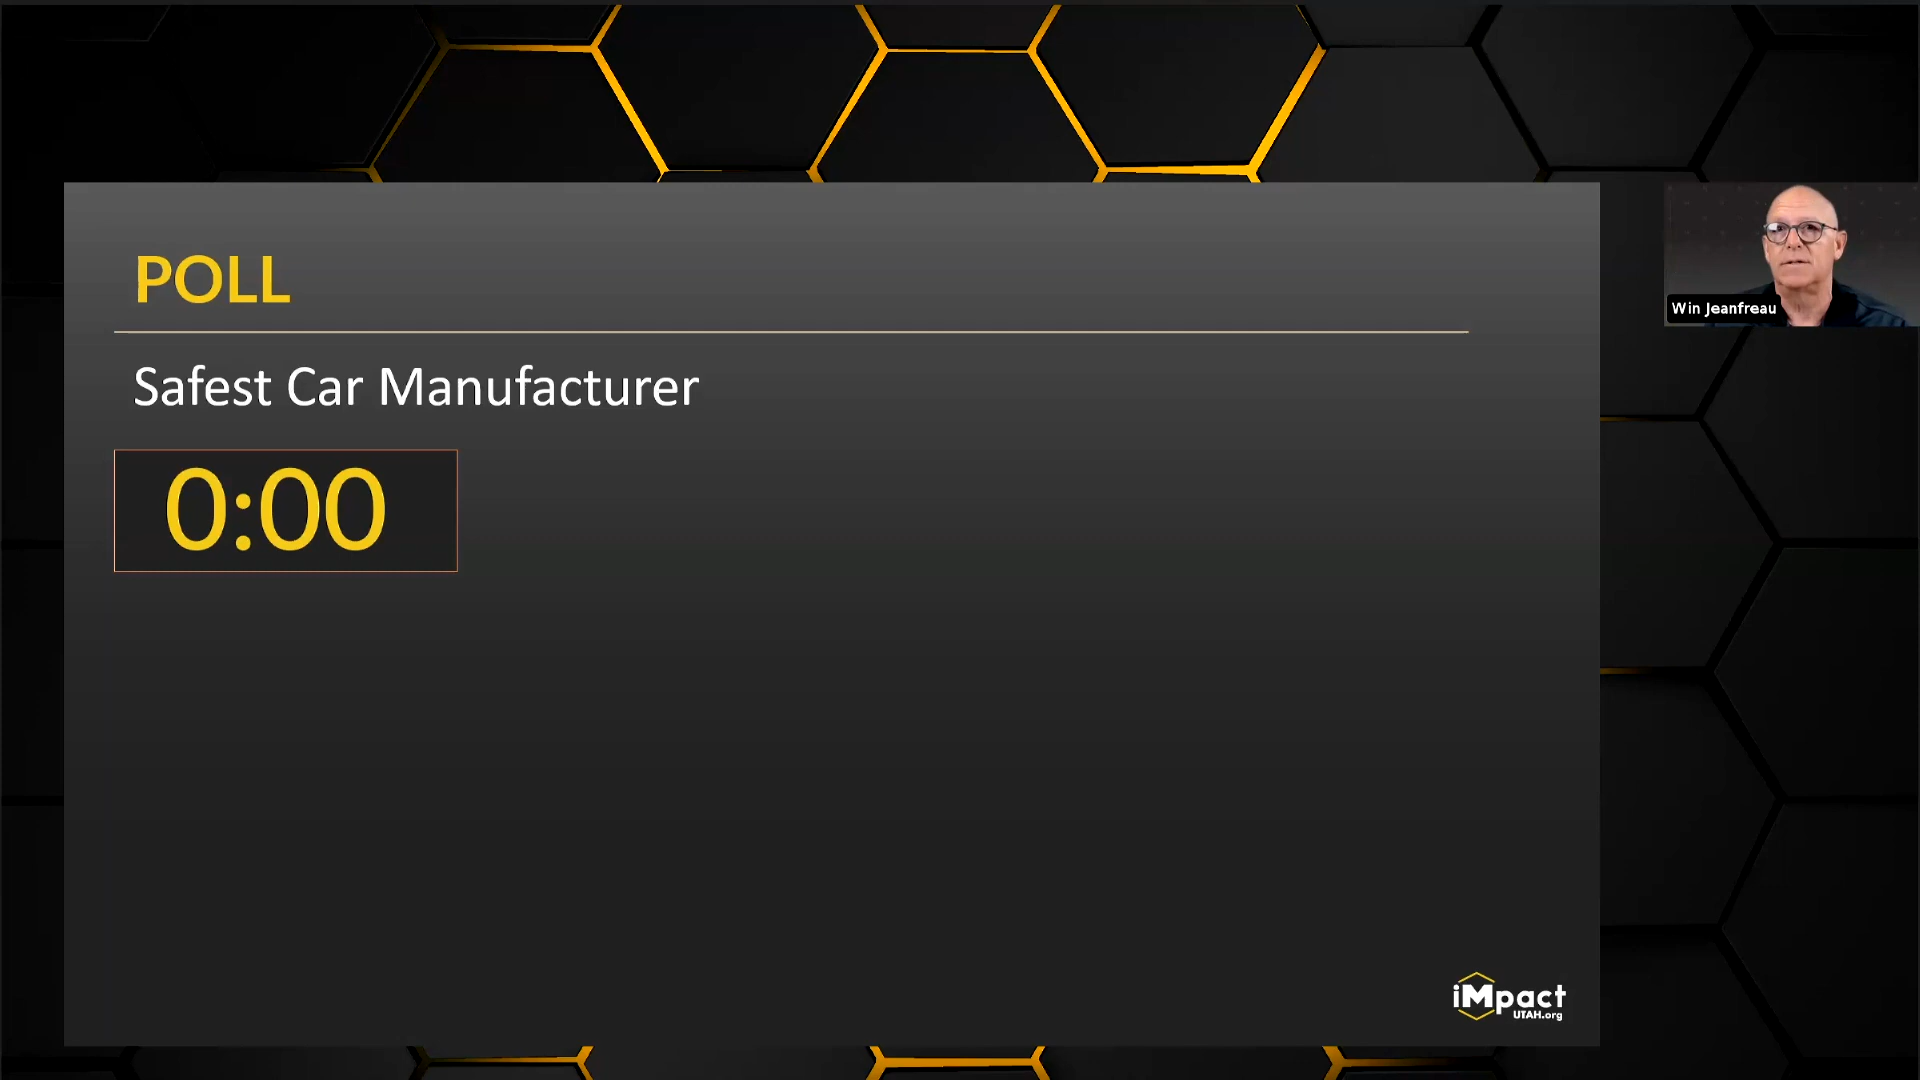 POLL
Safest Car Manufacturer
0:00
Win Jeanfreau
iMpact
UTAH.org